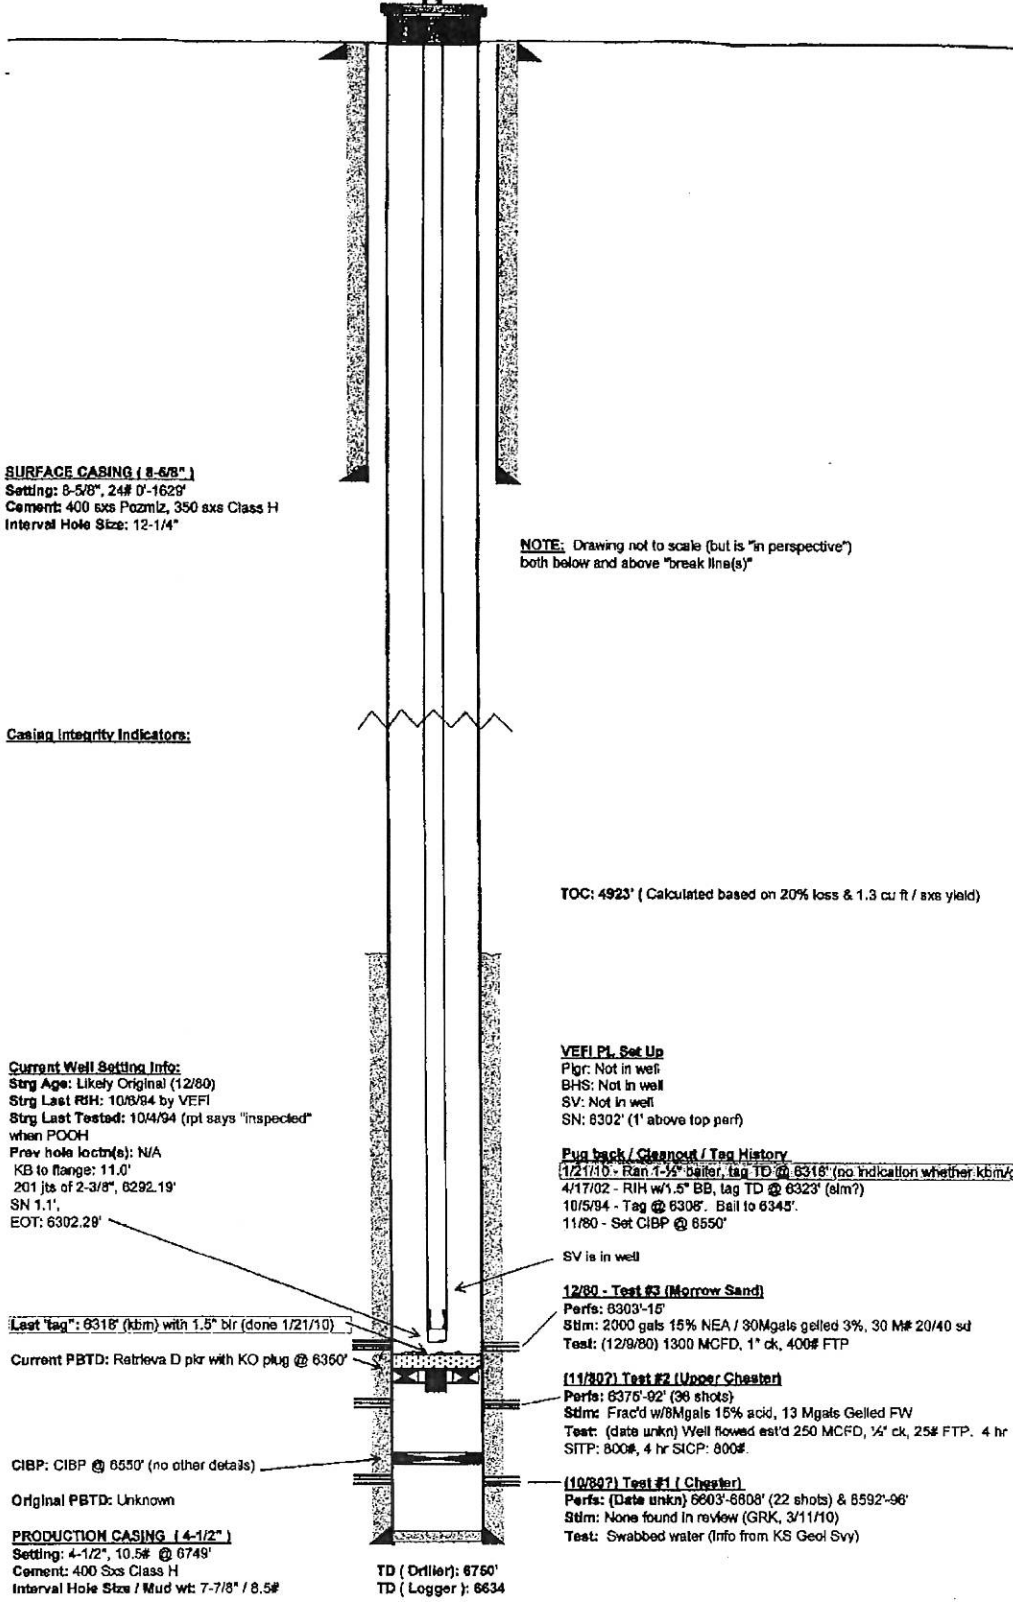 SURFACE CASING ( 8-5/8" )
Setting: 8-5/8", 24# 0'-1629'
Cement: 400 sxs Pozmiz, 350 sxs Class H
Interval Hole Size: 12-1/4"
NOTE: Drawing not to scale (but is "in perspective")
both below and above "break line(s)"
Casing Integrity Indicators:
TOC: 4923' ( Calculated based on 20% loss & 1.3 cu ft / sxs yield)
Current Well Setting Info:
Strg Age: Likely Original (12/80)
Strg Last RIH: 10/6/94 by VEFI
Strg Last Tested: 10/4/94 (rpt says "inspected"
when POOH
Prev hole loctn(s): N/A
KB to flange: 11.0'
201 jts of 2-3/8", 6292.19'
SN 1.1',
EOT: 6302.29'
VEFI PL Set Up
Plgr: Not in well
BHS: Not in well
SV: Not in well
SN: 6302' (1' above top perf)
Pug back / Cleanout / Tag History
1/21/10 - Ran 1-½" bailer, tag TD @ 6316' (no indication whether kbm/
4/17/02 - RIH w/1.5" BB, tag TD @ 6323' (slm?)
10/5/94 - Tag @ 6308'. Bail to 6345'.
11/80 - Set CIBP @ 6550'
SV is in well
Last "tag": 6316' (kbm) with 1.5" blr (done 1/21/10)
Current PBTD: Retrieva D pkr with KO plug @ 6350'
12/80 - Test #3 (Morrow Sand)
Perfs: 6303'-15'
Stim: 2000 gals 15% NEA / 30Mgals gelled 3%, 30 M# 20/40 sd
Test: (12/9/80) 1300 MCFD, 1" ck, 400# FTP
(11/80?) Test #2 (Upper Chester)
Perfs: 6375'-92' (36 shots)
Stim: Frac'd w/8Mgals 15% acid, 13 Mgals Gelled FW
Test: (date unkn) Well flowed est'd 250 MCFD, ½" ck, 25# FTP. 4 hr
SITP: 800#, 4 hr SICP: 800#.
CIBP: CIBP @ 6550' (no other details)
Original PBTD: Unknown
(10/80?) Test #1 ( Chester)
Perfs: (Date unkn) 6603'-6608' (22 shots) & 6592'-96'
Stim: None found in review (GRK, 3/11/10)
Test: Swabbed water (Info from KS Geol Svy)
PRODUCTION CASING ( 4-1/2" )
Setting: 4-1/2", 10.5# @ 6749'
Cement: 400 Sxs Class H
Interval Hole Size / Mud wt: 7-7/8" / 8.5#
TD ( Driller): 6750'
TD ( Logger ): 6634